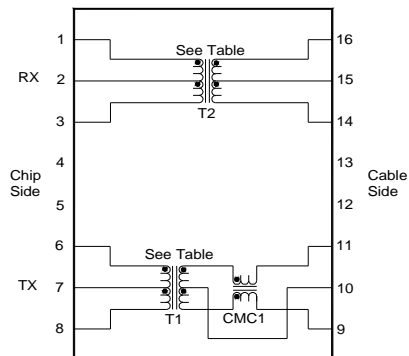 1
See Table
16
RX
2
15
3
T2
14
Chip
Side
4
13
Cable
Side
5
12
6
See Table
11
TX
7
10
8
T1
CMC1
9